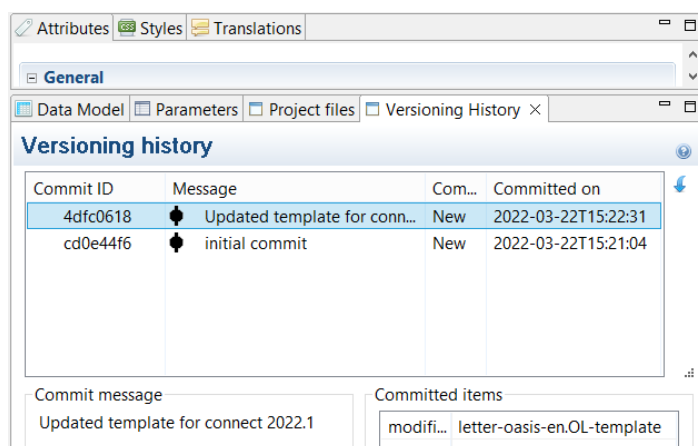 Attributes Styles Translations
General
Data Model Parameters Project files Versioning History
Versioning history
Commit ID Message Com... Committed on
4dfc0618 Updated template for conn... New 2022-03-22T15:22:31
cd0e44f6 initial commit New 2022-03-22T15:21:04
Commit message Committed items
Updated template for connect 2022.1 modifi... letter-oasis-en.OL-template